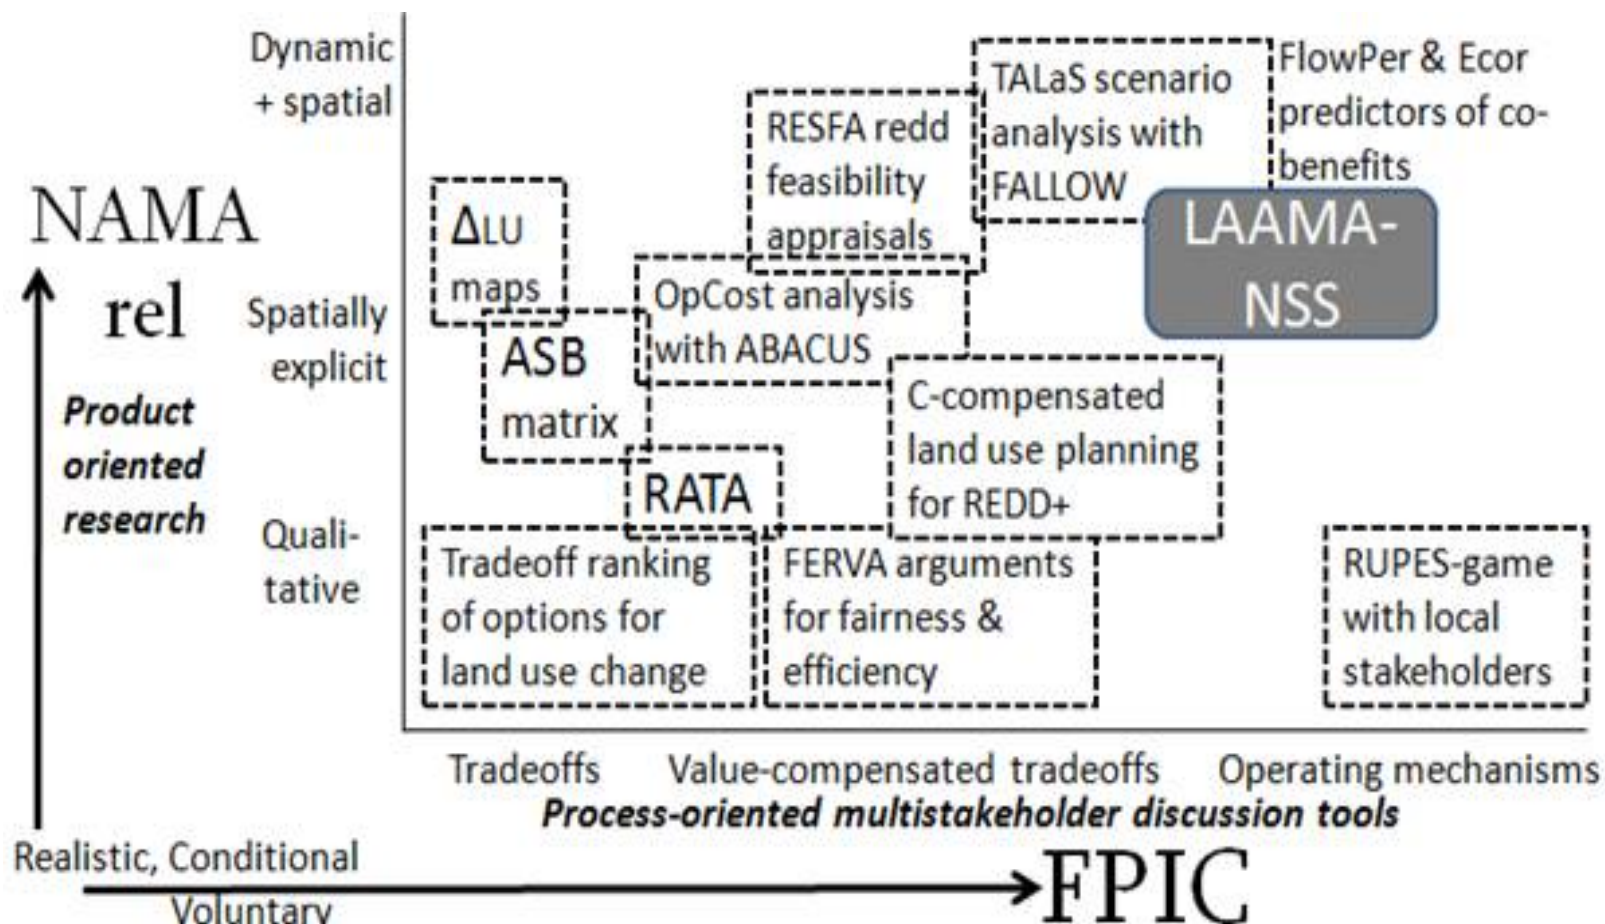 Dynamic
+ spatial
NAMA
rel
Spatially
explicit
Product
oriented
research
Quali-
tative
ΔLU
maps
ASB
matrix
RATA
RESFA redd
feasibility
appraisals
OpCost analysis
with ABACUS
TALaS scenario
analysis with
FALLOW
FlowPer & Ecor
predictors of co-
benefits
LAAMA-
NSS
C-compensated
land use planning
for REDD+
Tradeoff ranking
of options for
land use change
FERVA arguments
for fairness &
efficiency
RUPES-game
with local
stakeholders
Tradeoffs Value-compensated tradeoffs Operating mechanisms
Process-oriented multistakeholder discussion tools
Realistic, Conditional
Voluntary
FPIC